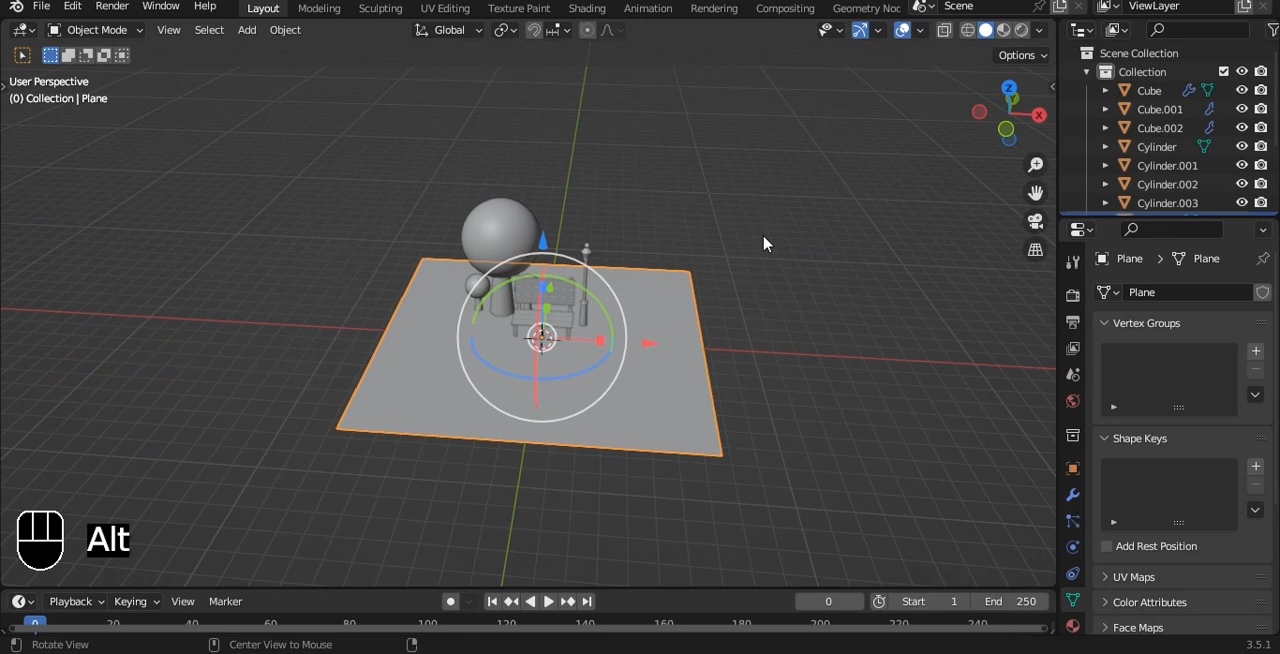 File Edit Render Window Help Layout Modeling Sculpting UV Editing Texture Paint Shading Animation Rendering Compositing Geometry Noc Scene ViewLayer
Object Mode View Select Add Object Global
Options
User Perspective
(0) Collection | Plane
Z
Y
X
Alt
Scene Collection
Collection
Cube
Cube.001
Cube.002
Cylinder
Cylinder.001
Cylinder.002
Cylinder.003
Plane > Plane
Plane
Vertex Groups
Shape Keys
Add Rest Position
UV Maps
Color Attributes
Face Maps
Playback Keying View Marker 0 Start 1 End 250
0 20 40 60 80 100 120 140 160 180 200 220 240
Rotate View Center View to Mouse 3.5.1